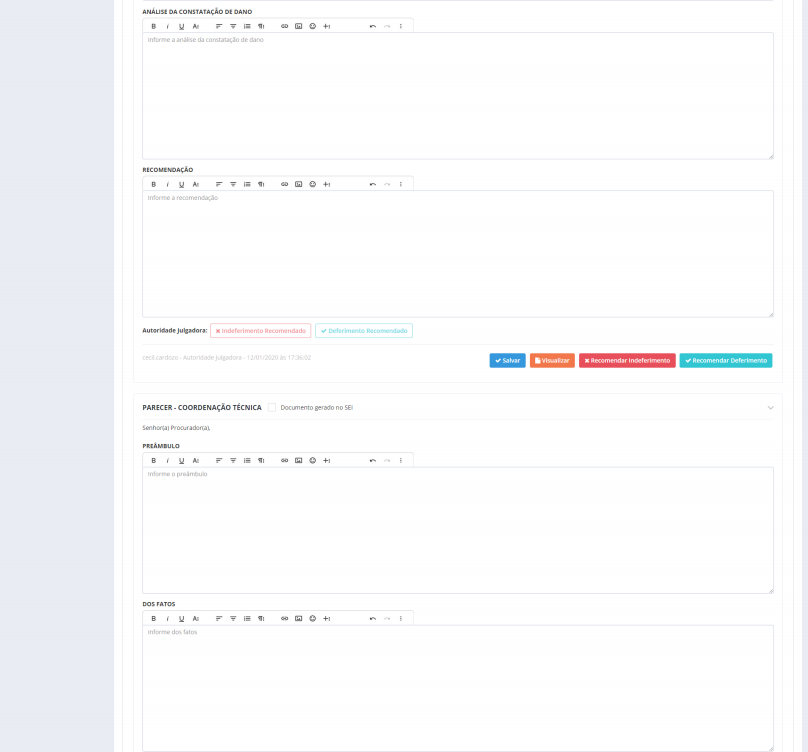 ANÁLISE DA CONSTATAÇÃO DE DANO
B I U A
Informe a análise da constatação de dano
RECOMENDAÇÃO
B I U A
Informe a recomendação
Autoridade Julgadora: Indeferimento Recomendado Deferimento Recomendado
cecil.cardozo - Autoridade Julgadora - 12/01/2020 às 17:36:02
Salvar Visualizar Recomendar Indeferimento Recomendar Deferimento
PARECER - COORDENAÇÃO TÉCNICA Documento gerado no SEI
Senhor(a) Procurador(a),
PREÂMBULO
B I U A
Informe o preâmbulo
DOS FATOS
B I U A
Informe dos fatos